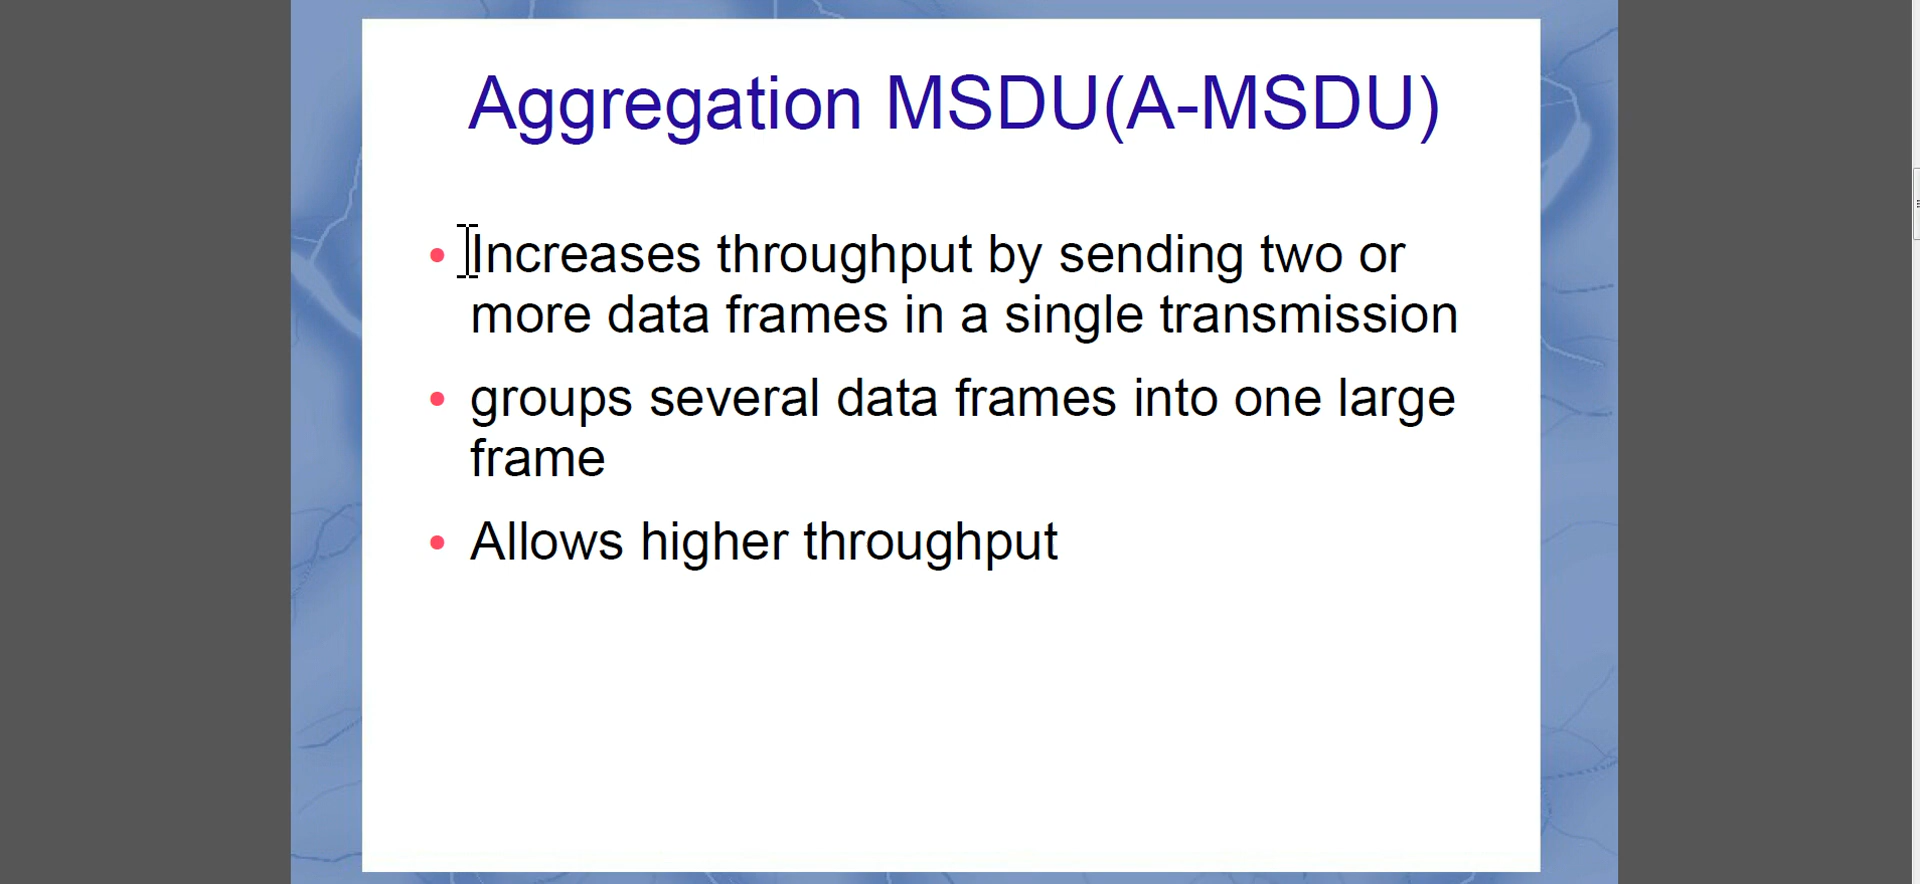 Aggregation MSDU(A-MSDU)
• Increases throughput by sending two or
more data frames in a single transmission
• groups several data frames into one large
frame
• Allows higher throughput